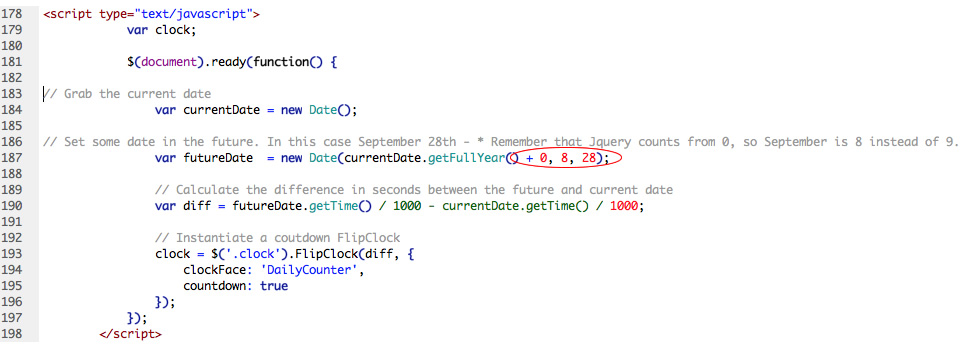 178 <script type="text/javascript">
179 var clock;
180
181 $(document).ready(function() {
182
183 // Grab the current date
184 var currentDate = new Date();
185
186 // Set some date in the future. In this case September 28th - * Remember that Jquery counts from 0, so September is 8 instead of 9.
187 var futureDate  = new Date(currentDate.getFullYear() + 0, 8, 28);
188
189 // Calculate the difference in seconds between the future and current date
190 var diff = futureDate.getTime() / 1000 - currentDate.getTime() / 1000;
191
192 // Instantiate a coutdown FlipClock
193 clock = $('.clock').FlipClock(diff, {
194 clockFace: 'DailyCounter',
195 countdown: true
196 });
197 });
198 </script>